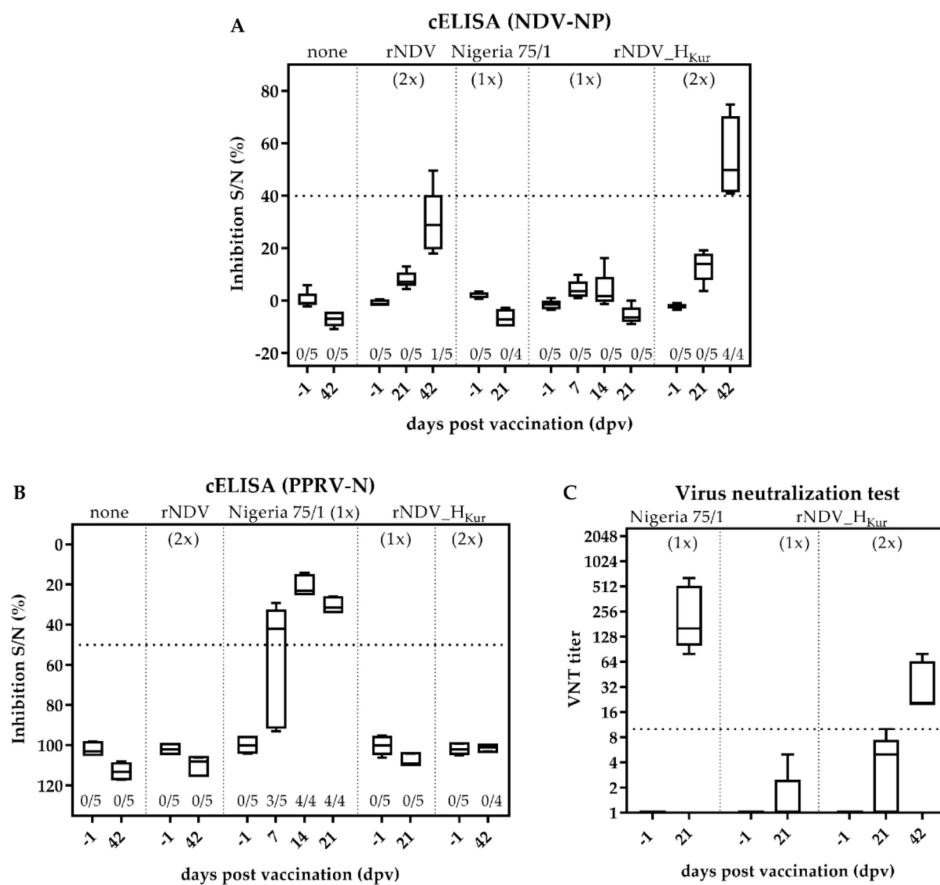 A
cELISA (NDV-NP)
none rNDV Nigeria 75/1 rNDV_HKur
(2x) (1x) (1x) (2x)
Inhibition S/N (%)
80
60
40
20
0
-20
0/5 0/5 0/5 0/5 1/5 0/5 0/4 0/5 0/5 0/5 0/5 0/5 0/5 4/4
-1 42 -1 21 42 -1 21 -1 7 14 21 -1 21 42
days post vaccination (dpv)
B
cELISA (PPRV-N)
none rNDV Nigeria 75/1 (1x) rNDV_HKur
(2x) (1x) (2x)
Inhibition S/N (%)
0
20
40
60
80
100
120
0/5 0/5 0/5 0/5 0/5 3/5 4/4 4/4 0/5 0/5 0/5 0/4
-1 42 -1 42 -1 7 14 21 -1 21 -1 42
days post vaccination (dpv)
C
Virus neutralization test
Nigeria 75/1 rNDV_HKur
(1x) (1x) (2x)
VNT titer
2048
1024
512
256
128
64
32
16
8
4
2
1
-1 21 -1 21 -1 21 42
days post vaccination (dpv)